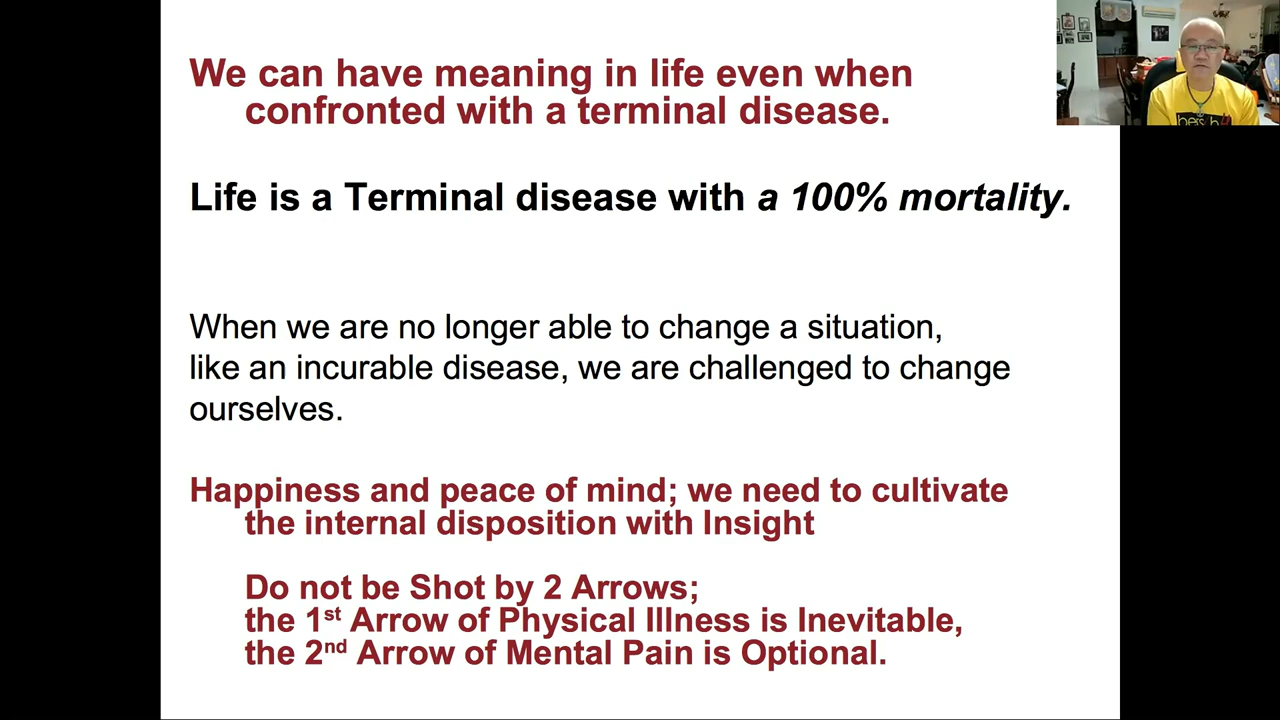 We can have meaning in life even when
confronted with a terminal disease.
Life is a Terminal disease with a 100% mortality.
When we are no longer able to change a situation,
like an incurable disease, we are challenged to change
ourselves.
Happiness and peace of mind; we need to cultivate
the internal disposition with Insight
Do not be Shot by 2 Arrows;
the 1st Arrow of Physical Illness is Inevitable,
the 2nd Arrow of Mental Pain is Optional.